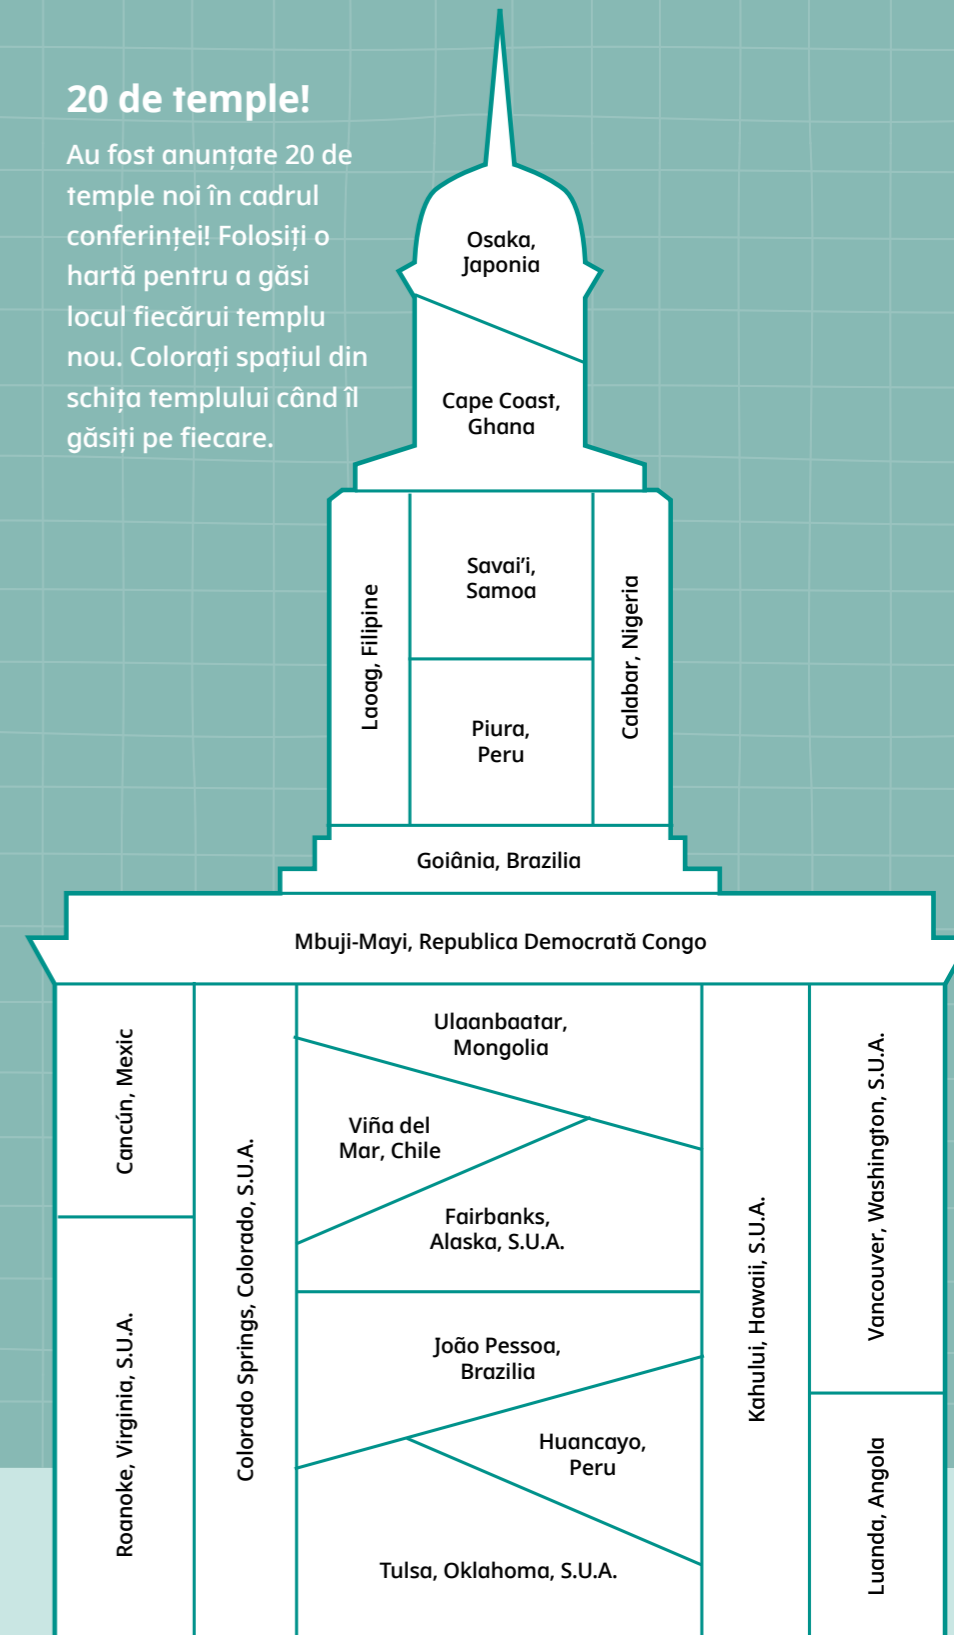 20 de temple!
Au fost anunțate 20 de
temple noi în cadrul
conferinței! Folosiți o
hartă pentru a găsi
locul fiecărui templu
nou. Colorați spațiul din
schița templului când îl
găsiți pe fiecare.
Osaka,
Japonia
Cape Coast,
Ghana
Laoag, Filipine
Savai’i,
Samoa
Calabar, Nigeria
Piura,
Peru
Goiânia, Brazilia
Mbuji-Mayi, Republica Democrată Congo
Cancún, Mexic
Roanoke, Virginia, S.U.A.
Colorado Springs, Colorado, S.U.A.
Ulaanbaatar,
Mongolia
Viña del
Mar, Chile
Fairbanks,
Alaska, S.U.A.
João Pessoa,
Brazilia
Huancayo,
Peru
Tulsa, Oklahoma, S.U.A.
Kahului, Hawaii, S.U.A.
Vancouver, Washington, S.U.A.
Luanda, Angola